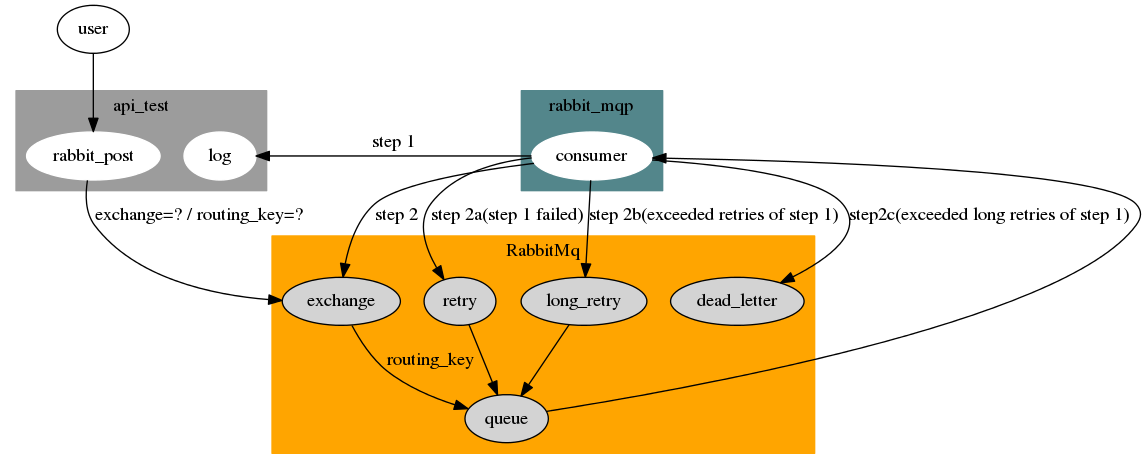 user
api_test
rabbit_mqp
rabbit_post
log
step 1
consumer
exchange=? / routing_key=?
step 2
step 2a(step 1 failed)
step 2b(exceeded retries of step 1)
step2c(exceeded long retries of step 1)
RabbitMq
exchange
retry
long_retry
dead_letter
routing_key
queue